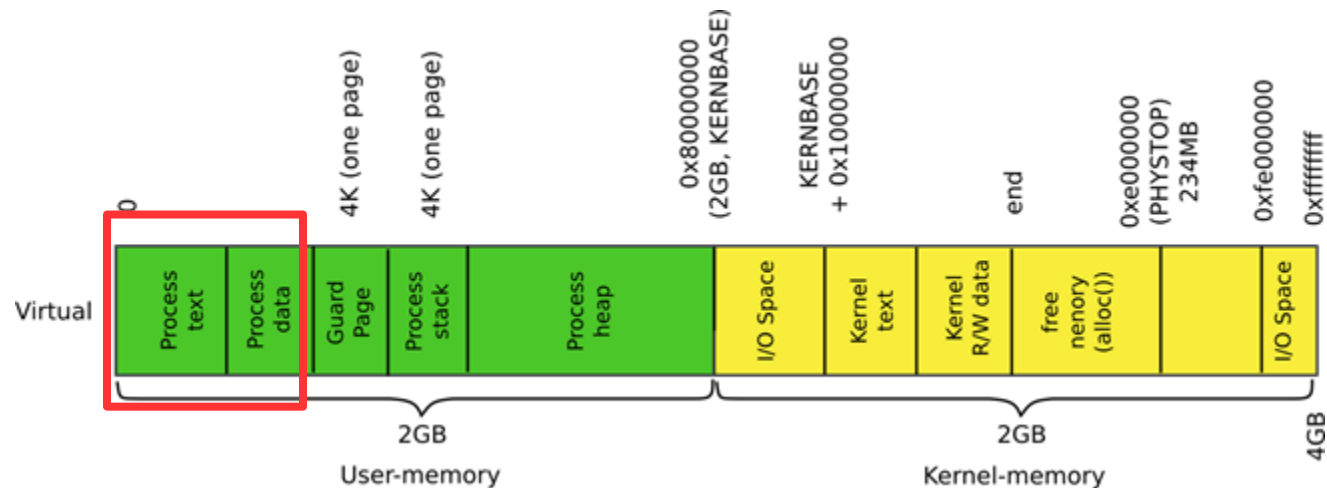 0
4K (one page)
4K (one page)
0x80000000
(2GB, KERNBASE)
KERNBASE
+ 0x10000000
end
0xe000000
(PHYSTOP)
234MB
0xfe000000
0xffffffff
Virtual
Process
text
Process
data
Guard
Page
Process
stack
Process
heap
I/O Space
Kernel
text
Kernel
R/W data
free
nenory
(alloc())
I/O Space
2GB
2GB
4GB
User-memory
Kernel-memory